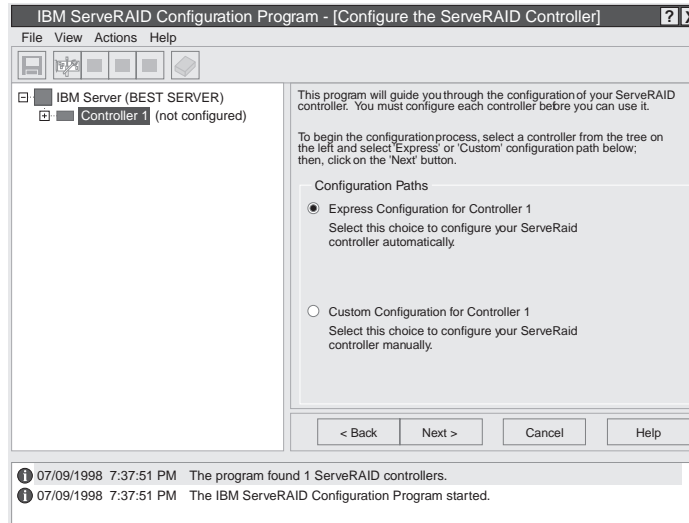 IBM ServeRAID Configuration Program - [Configure the ServeRAID Controller]
? X
File View Actions Help
IBM Server (BEST SERVER)
Controller 1 (not configured)
This program will guide you through the configuration of your ServeRAID
controller. You must configure each controller before you can use it.
To begin the configuration process, select a controller from the tree on
the left and select 'Express' or 'Custom' configuration path below;
then, click on the 'Next' button.
Configuration Paths
Express Configuration for Controller 1
Select this choice to configure your ServeRaid
controller automatically.
Custom Configuration for Controller 1
Select this choice to configure your ServeRaid
controller manually.
< Back Next > Cancel Help
07/09/1998 7:37:51 PM The program found 1 ServeRAID controllers.
07/09/1998 7:37:51 PM The IBM ServeRAID Configuration Program started.